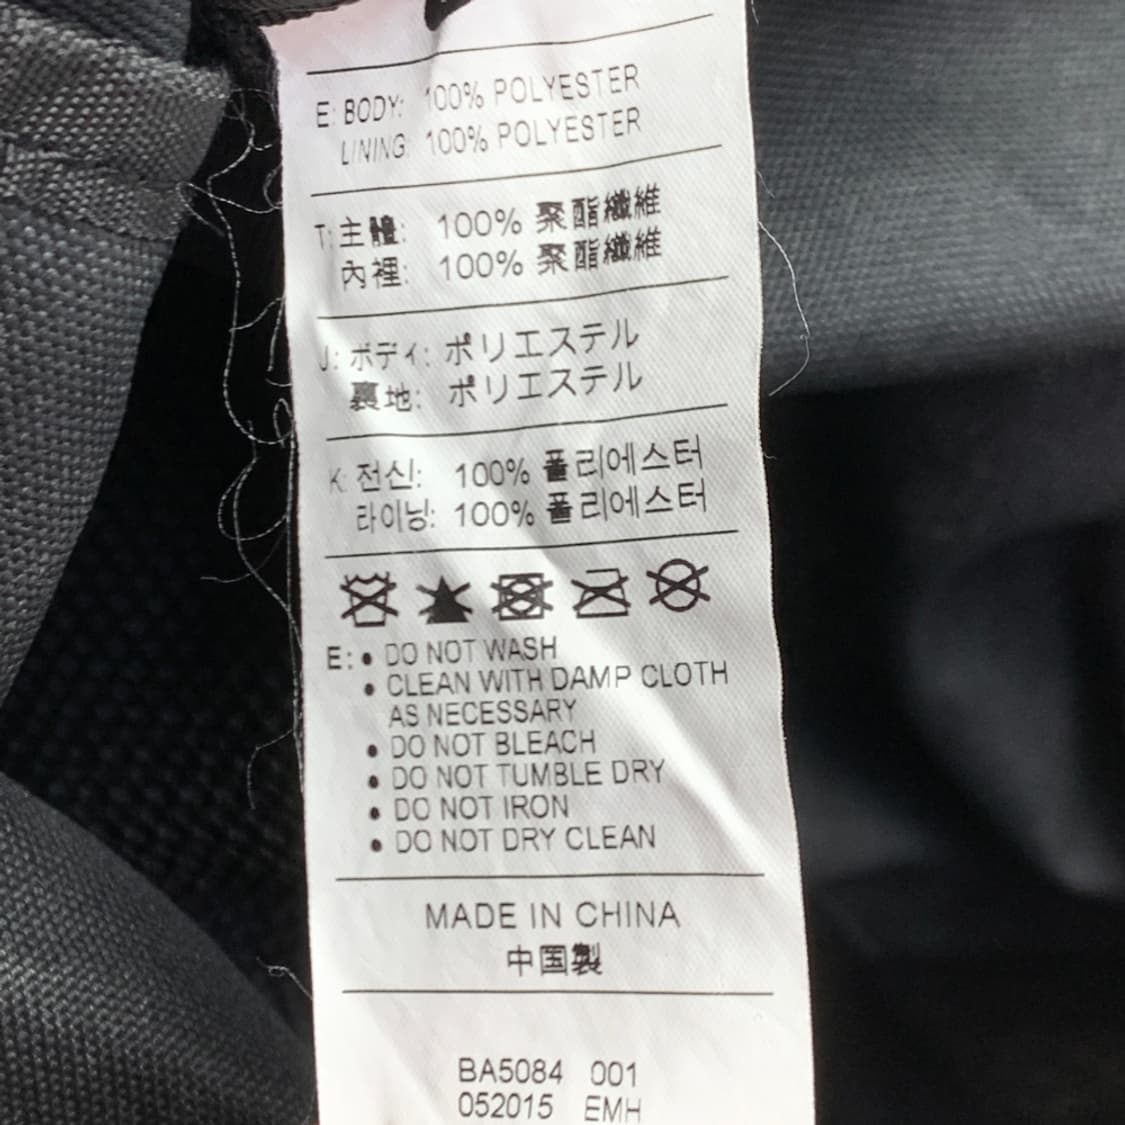 E: BODY: 100% POLYESTER
LINING: 100% POLYESTER
T: 主體: 100% 聚酯纖維
內裡: 100% 聚酯纖維
J: ボディ: ポリエステル
裏地: ポリエステル
K: 전신: 100% 폴리에스터
라이닝: 100% 폴리에스터
E: • DO NOT WASH
• CLEAN WITH DAMP CLOTH
AS NECESSARY
• DO NOT BLEACH
• DO NOT TUMBLE DRY
• DO NOT IRON
• DO NOT DRY CLEAN
MADE IN CHINA
中国製
BA5084 001
052015 EMH